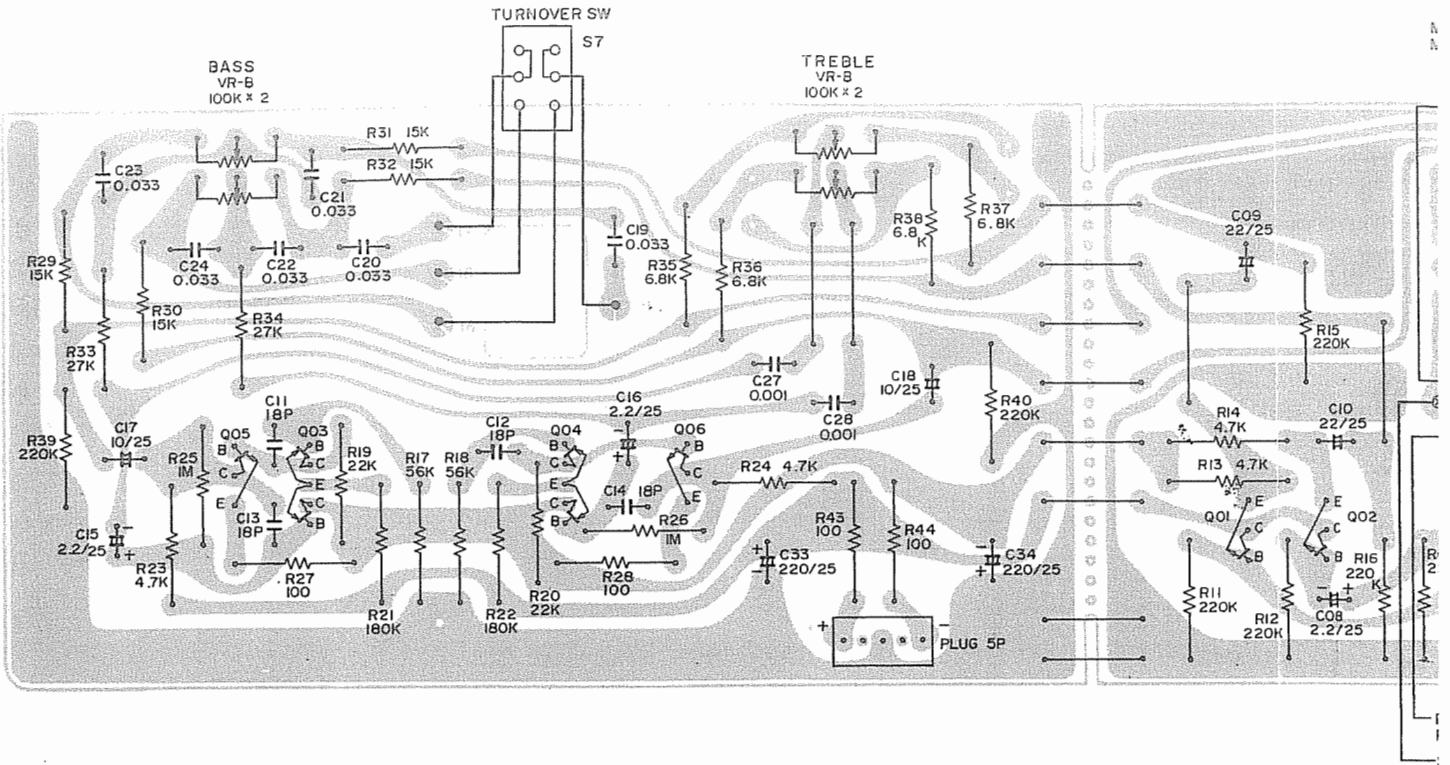 TURNOVER SW
S7
BASS
VR-B
100K × 2
TREBLE
VR-B
100K × 2
R31 15K
R32 15K
C23
0.033
C21
0.033
C19
0.033
R38
6.8
K
R37
6.8K
C09
22/25
R29
15K
C24
0.033
C22
0.033
C20
0.033
R35
6.8K
R36
6.8K
R30
15K
R34
27K
R33
27K
R15
220K
C27
0.001
C18
10/25
C28
0.001
R40
220K
C11
18P
C16
2.2/25
R39
220K
C17
10/25
R25
1M
Q05
B
C
E
Q03
B
C
E
C
B
R19
22K
R17
56K
R18
56K
C12
18P
Q04
B
C
E
C
B
−
+
Q06
B
C
E
R14
4.7K
C10
22/25
R13 4.7K
R24 4.7K
C13
18P
C14 18P
R26
1M
C15
2.2/25
−
+
R23
4.7K
R27
100
R28
100
R20
22K
R21
180K
R22
180K
C33
220/25
+
−
R43
100
R44
100
C34
220/25
−
+
Q01
E
C
B
Q02
E
C
B
R11
220K
R12
220K
C08
2.2/25
−
+
R16
220
K
+
−
PLUG 5P